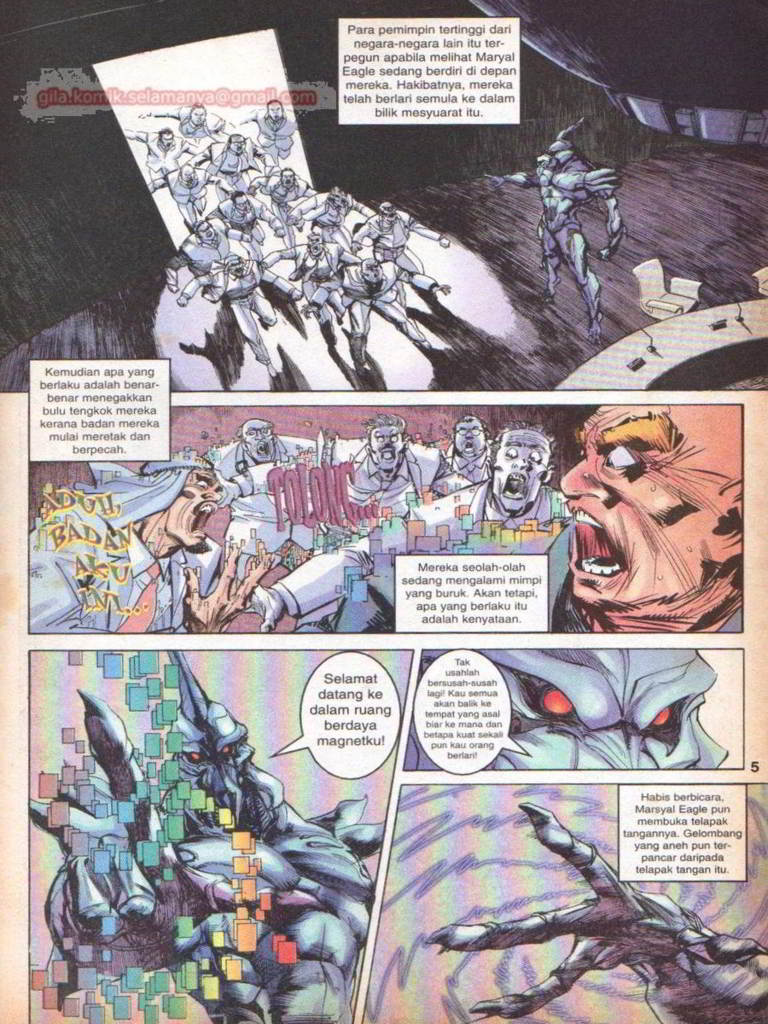 Para pemimpin tertinggi dari
negara-negara lain itu ter-
pegun apabila melihat Maryal
Eagle sedang berdiri di depan
mereka. Hakibatnya, mereka
telah berlari semula ke dalam
bilik mesyuarat itu.
gila.komik.selamanya@gmail.com
Kemudian apa yang
berlaku adalah benar-
benar menegakkan
bulu tengkok mereka
kerana badan mereka
mulai meretak dan
berpecah.
ADUH,
BADAN
AKU
INI...
TOLONG...
Mereka seolah-olah
sedang mengalami mimpi
yang buruk. Akan tetapi,
apa yang berlaku itu
adalah kenyataan.
Selamat
datang ke
dalam ruang
berdaya
magnetku!
Tak
usahlah
bersusah-susah
lagi! Kau semua
akan balik ke
tempat yang asal
biar ke mana dan
betapa kuat sekali
pun kau orang
berlari!
5
Habis berbicara,
Marsyal Eagle pun
membuka telapak
tangannya. Gelombang
yang aneh pun ter-
pancar daripada
telapak tangan itu.